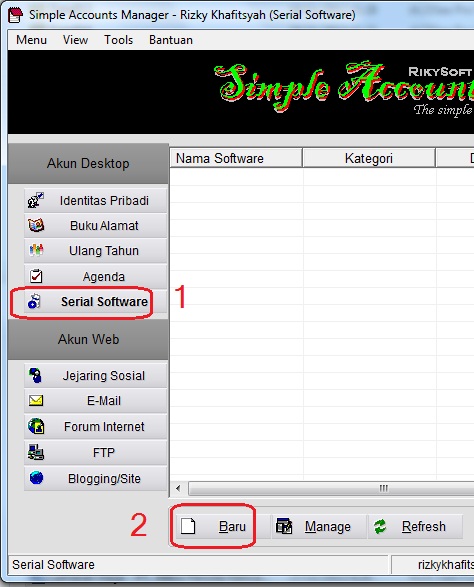 Simple Accounts Manager - Rizky Khafitsyah (Serial Software)
Menu View Tools Bantuan
RIKYSOFT
Simple Account
The simple
Akun Desktop
Nama Software Kategori
Identitas Pribadi
Buku Alamat
Ulang Tahun
Agenda
Serial Software 1
Akun Web
Jejaring Sosial
E-Mail
Forum Internet
FTP
Blogging/Site
2 Baru Manage Refresh
Serial Software rizkykhafits